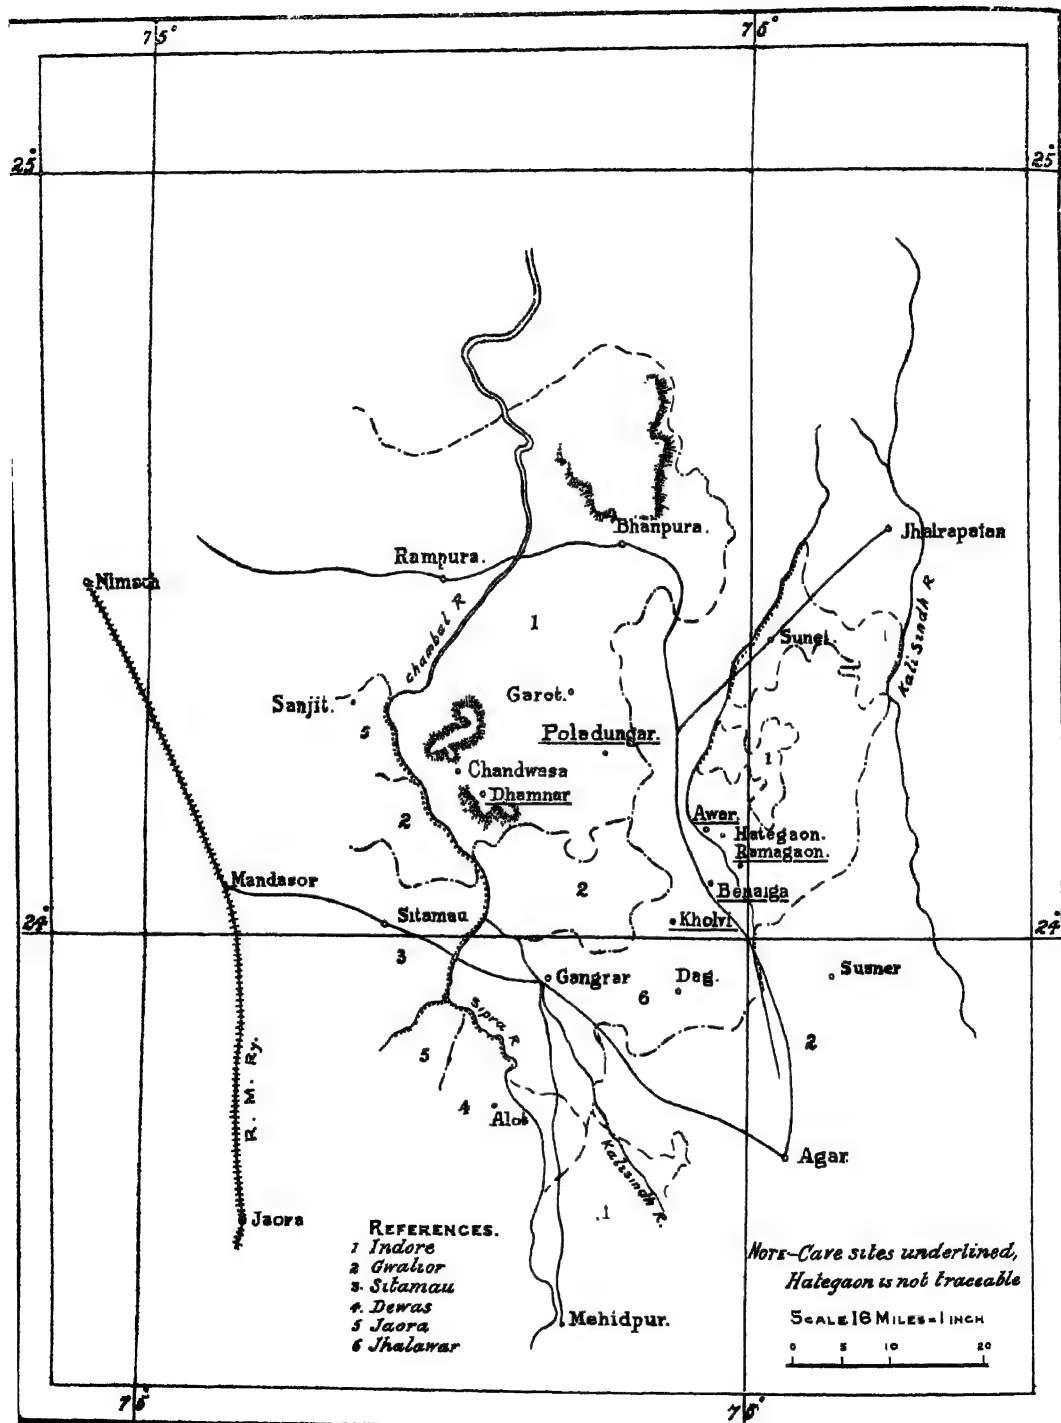 75°
75°
25°
25°
Bhanpura.
Jhalrapatan
Rampura.
Nimach
Chambal R
1
Sunel.
Kali Sindh R
Sanjit.
Garot.
5
Poladungar.
1
Chandwasa
Dhamnar
2
Awar.
Hategaon.
Ramagaon.
Mandasor
2
Benaiga
24°
Sitamau
Kholvi
24°
3
Gangrar
Dag.
Susner
6
Sipra R
2
5
R. M. Ry.
4
Alot
Kalisindh R.
Agar.
1
Jaora
REFERENCES.
1 Indore
2 Gwalior
3. Sitamau
4. Dewas
5 Jaora
6 Jhalawar
NOTE-Cave sites underlined,
Hategaon is not traceable
SCALE 16 MILES = 1 INCH
0 5 10 20
Mehidpur.
75°
75°